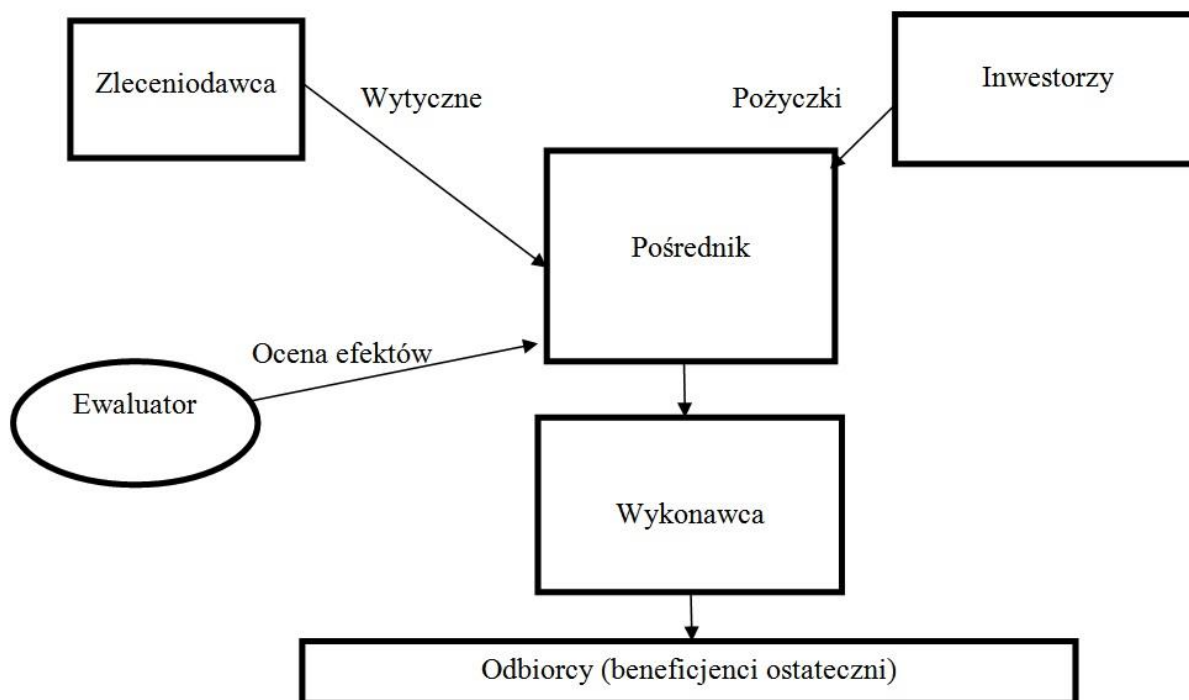 Zleceniodawca
Inwestorzy
Wytyczne
Pożyczki
Pośrednik
Ocena efektów
Ewaluator
Wykonawca
Odbiorcy (beneficjenci ostateczni)